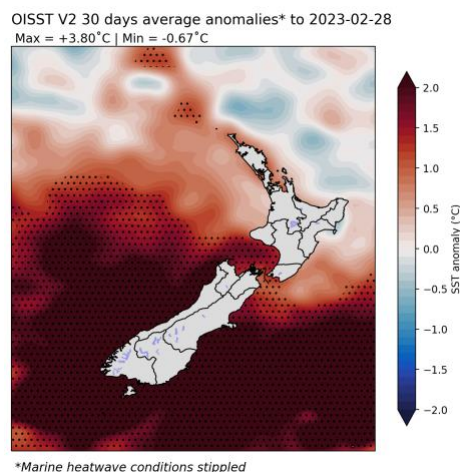 OISST V2 30 days average anomalies* to 2023-02-28
Max = +3.80˚C | Min = -0.67˚C
2.0
1.5
1.0
0.5
0.0
−0.5
−1.0
−1.5
−2.0
SST anomaly (°C)
*Marine heatwave conditions stippled